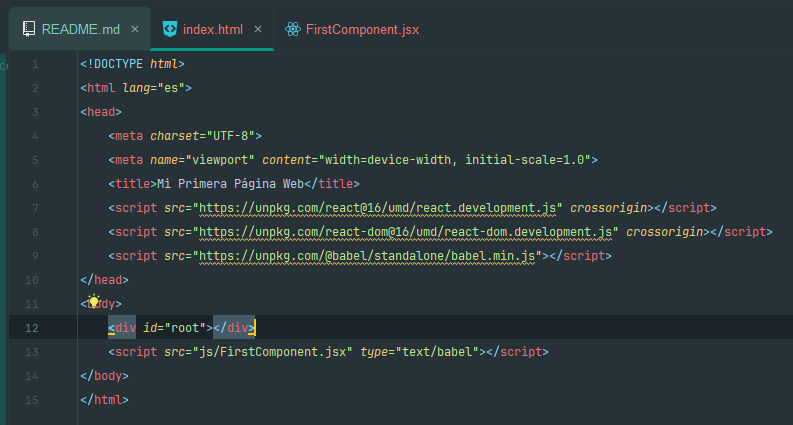 README.md × index.html × FirstComponent.jsx
1 <!DOCTYPE html>
2 <html lang="es">
3 <head>
4 <meta charset="UTF-8">
5 <meta name="viewport" content="width=device-width, initial-scale=1.0">
6 <title>Mi Primera Página Web</title>
7 <script src="https://unpkg.com/react@16/umd/react.development.js" crossorigin></script>
8 <script src="https://unpkg.com/react-dom@16/umd/react-dom.development.js" crossorigin></script>
9 <script src="https://unpkg.com/@babel/standalone/babel.min.js"></script>
10 </head>
11 <body>
12 <div id="root"></div>
13 <script src="js/FirstComponent.jsx" type="text/babel"></script>
14 </body>
15 </html>